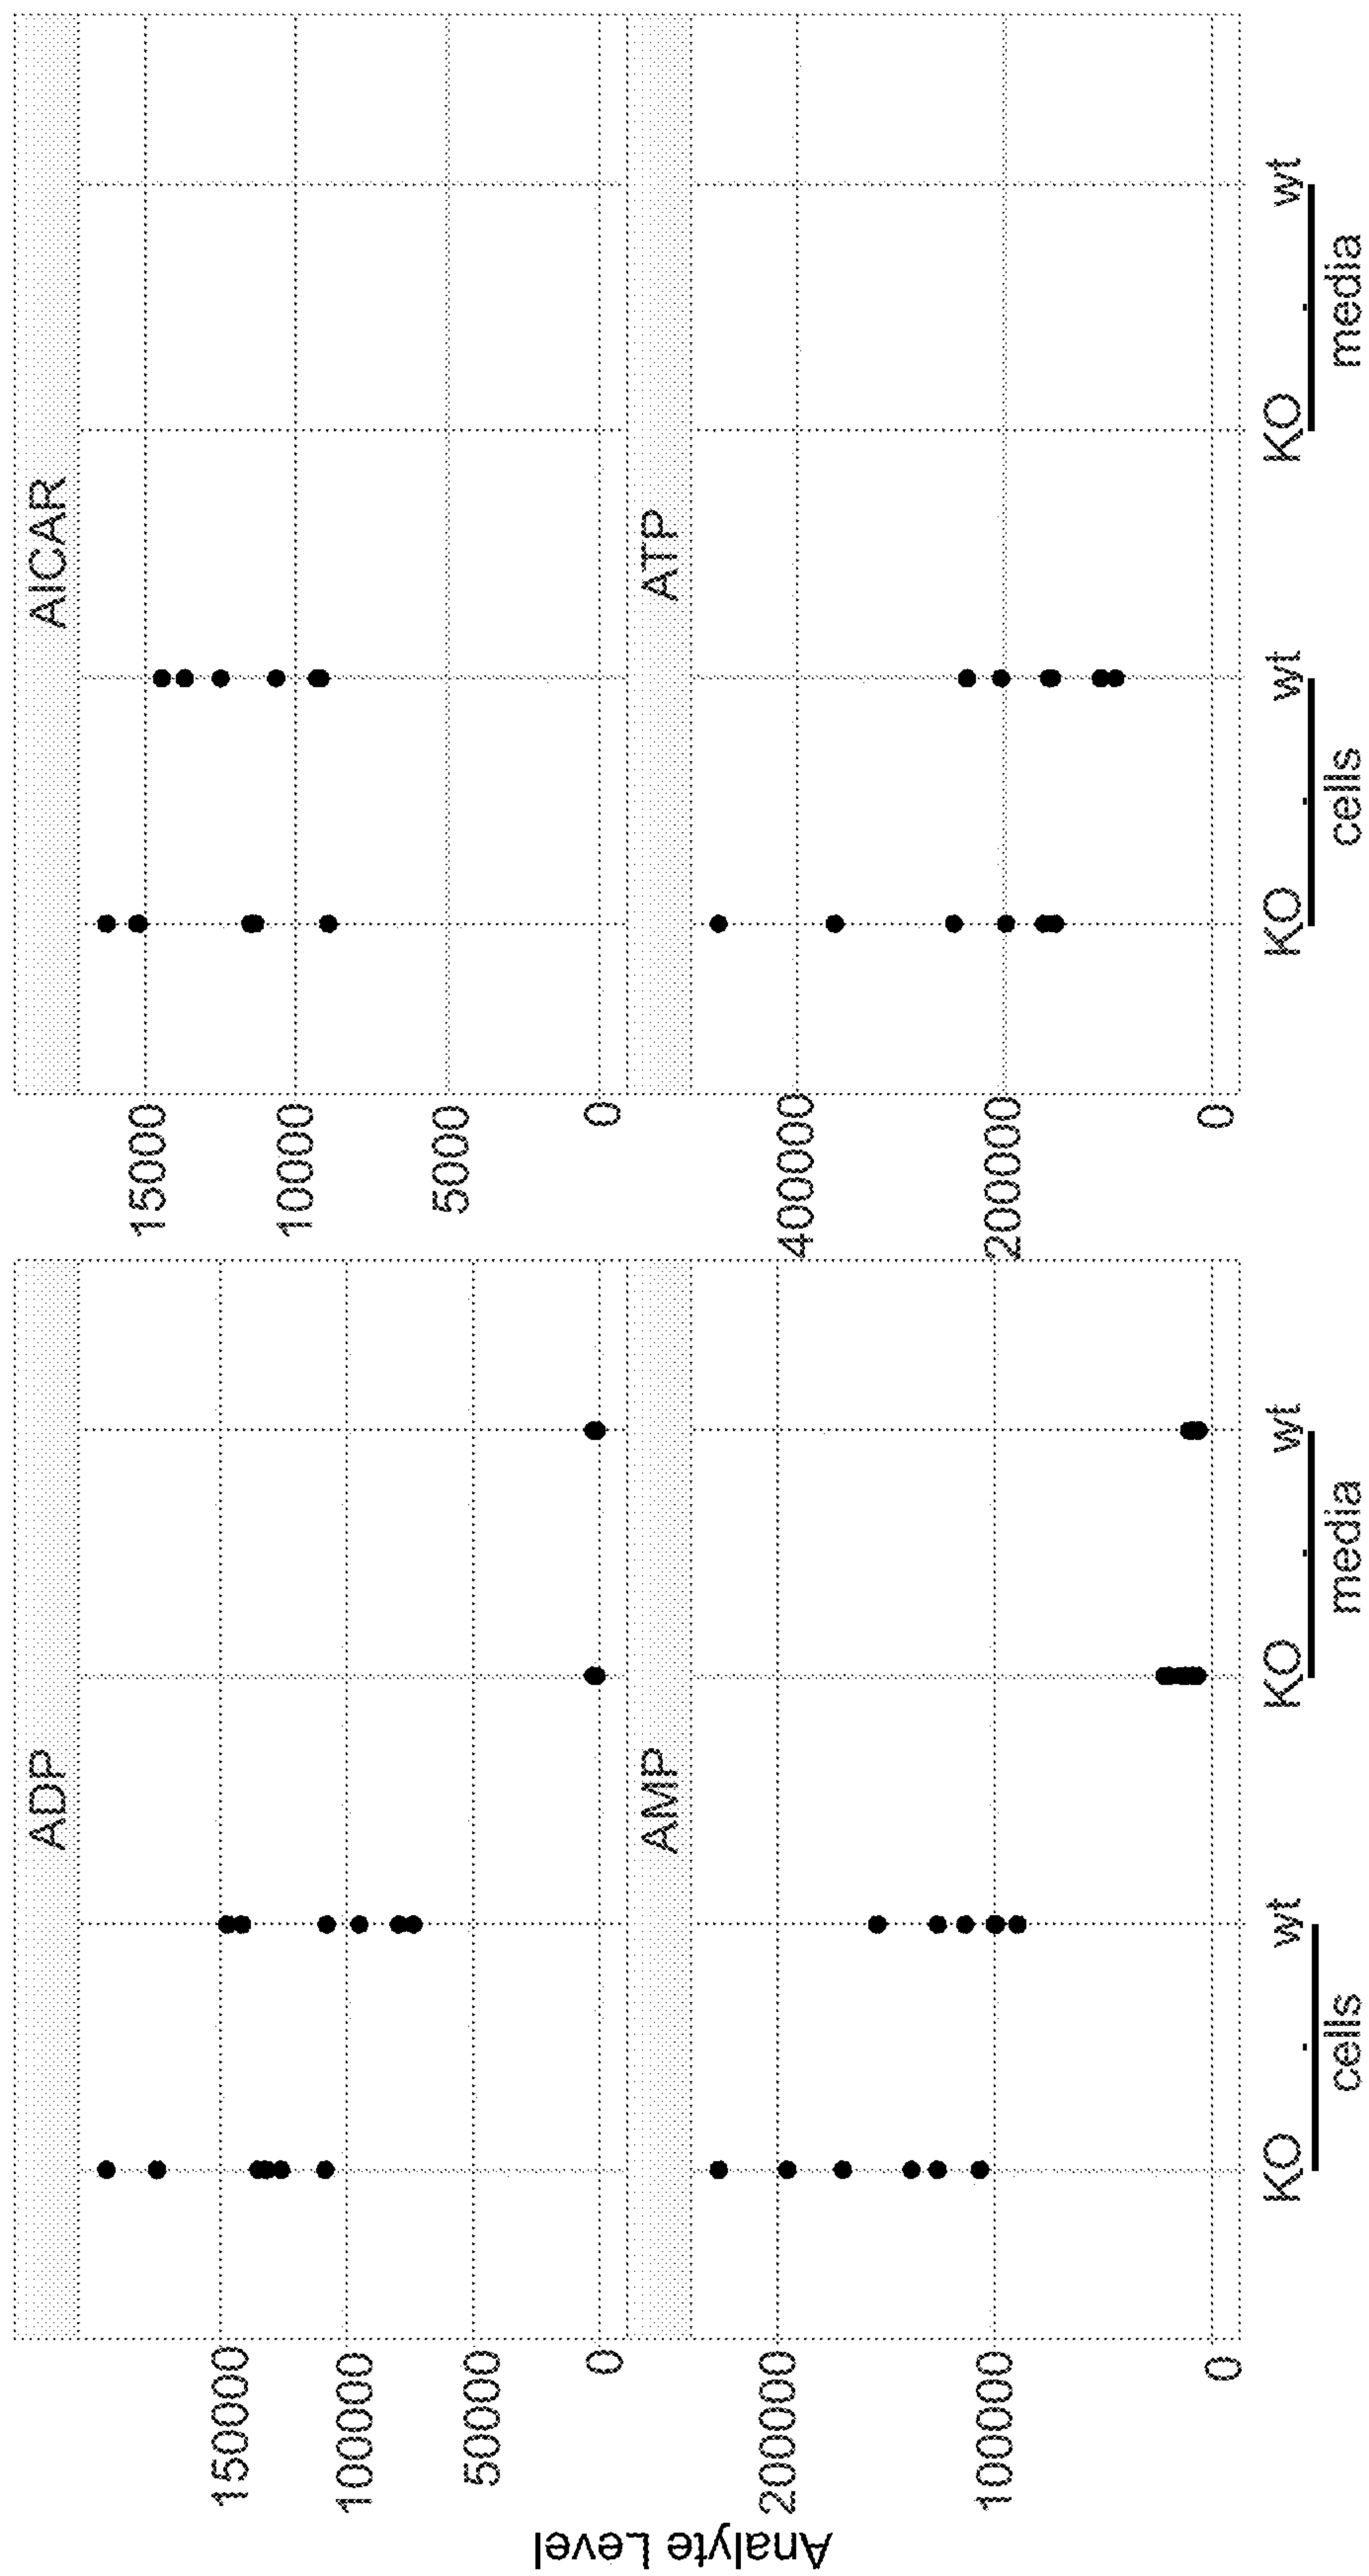 Analyte Level
ADP
150000
100000
50000
0
AICAR
15000
10000
5000
0
AMP
200000
100000
0
ATP
400000
200000
0
KO wt KO wt KO wt KO wt
cells media cells media